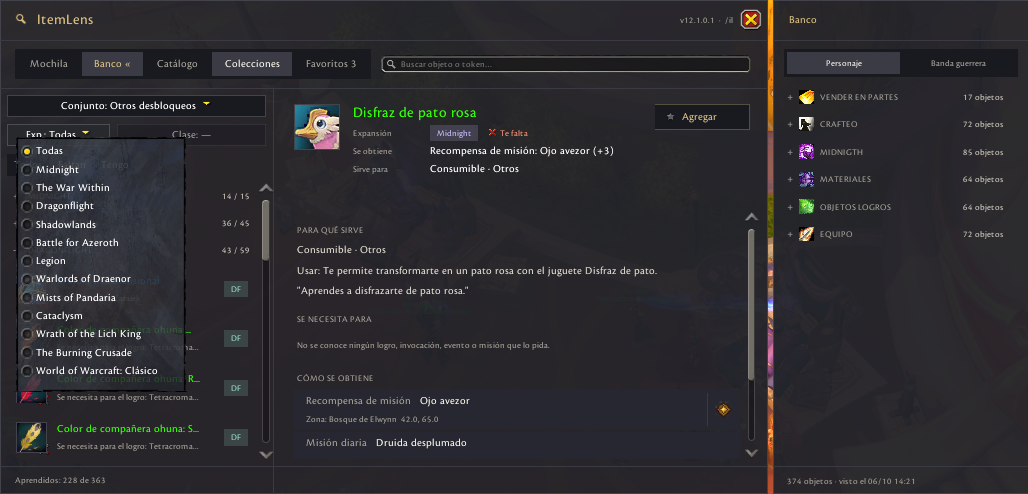 ItemLens
v12.1.0.1 · /il
Mochila
Banco «
Catálogo
Colecciones
Favoritos 3
Buscar objeto o token...
Conjunto: Otros desbloqueos
Exp.: Todas
Clase: —
Todas
Midnight
The War Within
Dragonflight
Shadowlands
Battle for Azeroth
Legion
Warlords of Draenor
Mists of Pandaria
Cataclysm
Wrath of the Lich King
The Burning Crusade
World of Warcraft: Clásico
14 / 15
36 / 45
43 / 59
DF
DF
DF
DF
Color de compañera ohuna: R...
Se necesita para el logro: Tetracroma...
Color de compañera ohuna: S...
Se necesita para el logro: Tetracroma...
Aprendidos: 228 de 363
Disfraz de pato rosa
Expansión Midnight Te falta
Se obtiene Recompensa de misión: Ojo avezor (+3)
Sirve para Consumible · Otros
Agregar
PARA QUÉ SIRVE
Consumible · Otros
Usar: Te permite transformarte en un pato rosa con el juguete Disfraz de pato.
"Aprendes a disfrazarte de pato rosa."
SE NECESITA PARA
No se conoce ningún logro, invocación, evento o misión que lo pida.
CÓMO SE OBTIENE
Recompensa de misión Ojo avezor
Zona: Bosque de Elwynn 42.0, 65.0
Misión diaria Druida desplumado
Banco
Personaje
Banda guerrera
+ VENDER EN PARTES 17 objetos
+ CRAFTEO 72 objetos
+ MIDNIGTH 85 objetos
+ MATERIALES 64 objetos
+ OBJETOS LOGROS 64 objetos
+ EQUIPO 72 objetos
374 objetos · visto el 06/10 14:21